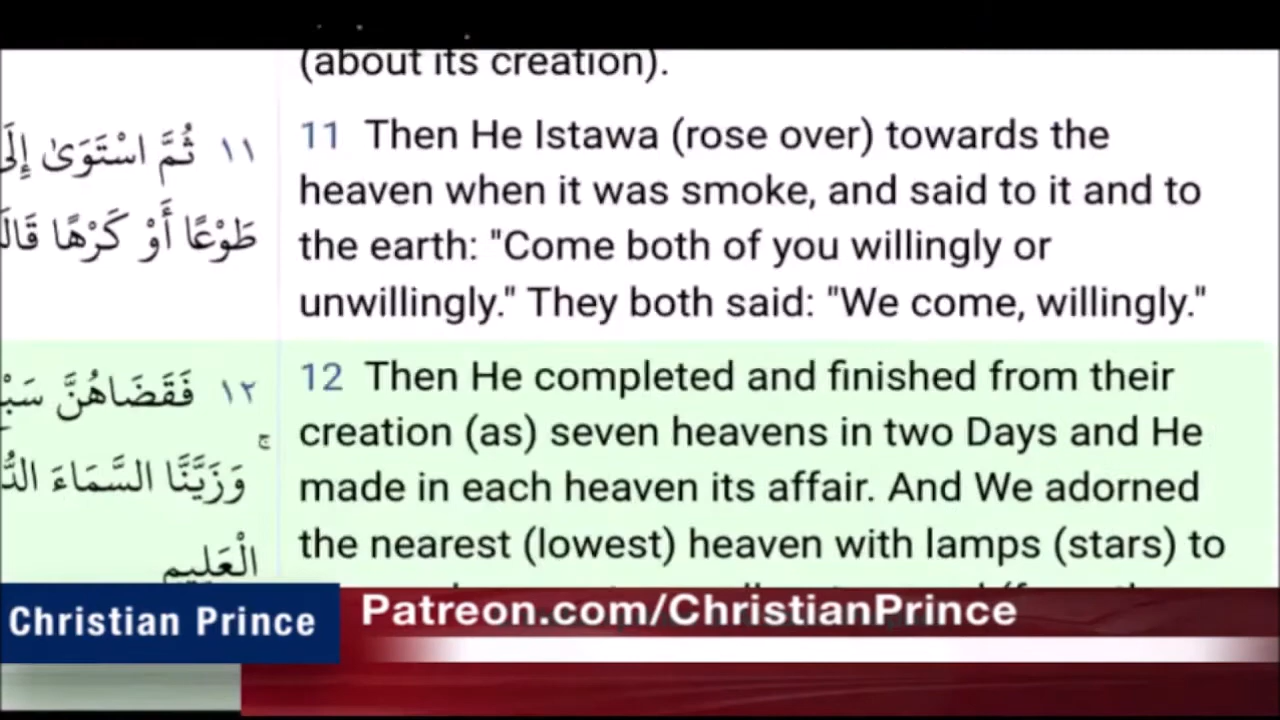 (about its creation).
11 Then He Istawa (rose over) towards the
heaven when it was smoke, and said to it and to
the earth: "Come both of you willingly or
unwillingly." They both said: "We come, willingly."
١١ ثُمَّ اسْتَوَىٰ إِلَى
طَوْعًا أَوْ كَرْهًا
12 Then He completed and finished from their
creation (as) seven heavens in two Days and He
made in each heaven its affair. And We adorned
the nearest (lowest) heaven with lamps (stars) to
١٢ فَقَضَاهُنَّ
ۚ وَزَيَّنَّا السَّمَاءَ
الْعَلِيمِ
Christian Prince
Patreon.com/ChristianPrince